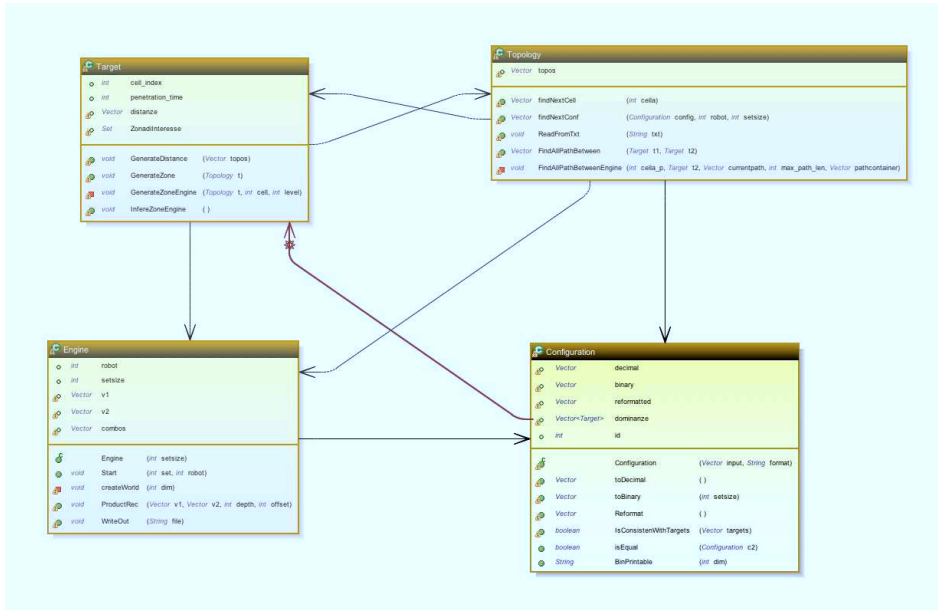 Target
int cell_index
int penetration_time
Vector distanze
Set ZonadiInteresse
void GenerateDistance (Vector topos)
void GenerateZone (Topology t)
void GenerateZoneEngine (Topology t, int cell, int level)
void InfereZoneEngine ( )
Topology
Vector topos
Vector findNextCell (int cella)
Vector findNextConf (Configuration config, int robot, int setsize)
void ReadFromTxt (String txt)
Vector FindAllPathBetween (Target t1, Target t2)
void FindAllPathBetweenEngine (int cella_p, Target t2, Vector currentpath, int max_path_len, Vector pathcontainer)
Engine
int robot
int setsize
Vector v1
Vector v2
Vector combos
Engine (int setsize)
void Start (int set, int robot)
void createWorld (int dim)
void ProductRec (Vector v1, Vector v2, int depth, int offset)
void WriteOut (String file)
Configuration
Vector decimal
Vector binary
Vector reformatted
Vector<Target> dominanze
int id
Configuration (Vector input, String format)
Vector toDecimal ( )
Vector toBinary (int setsize)
Vector Reformat ( )
boolean IsConsistenWithTargets (Vector targets)
boolean isEqual (Configuration c2)
String BinPrintable (int dim)